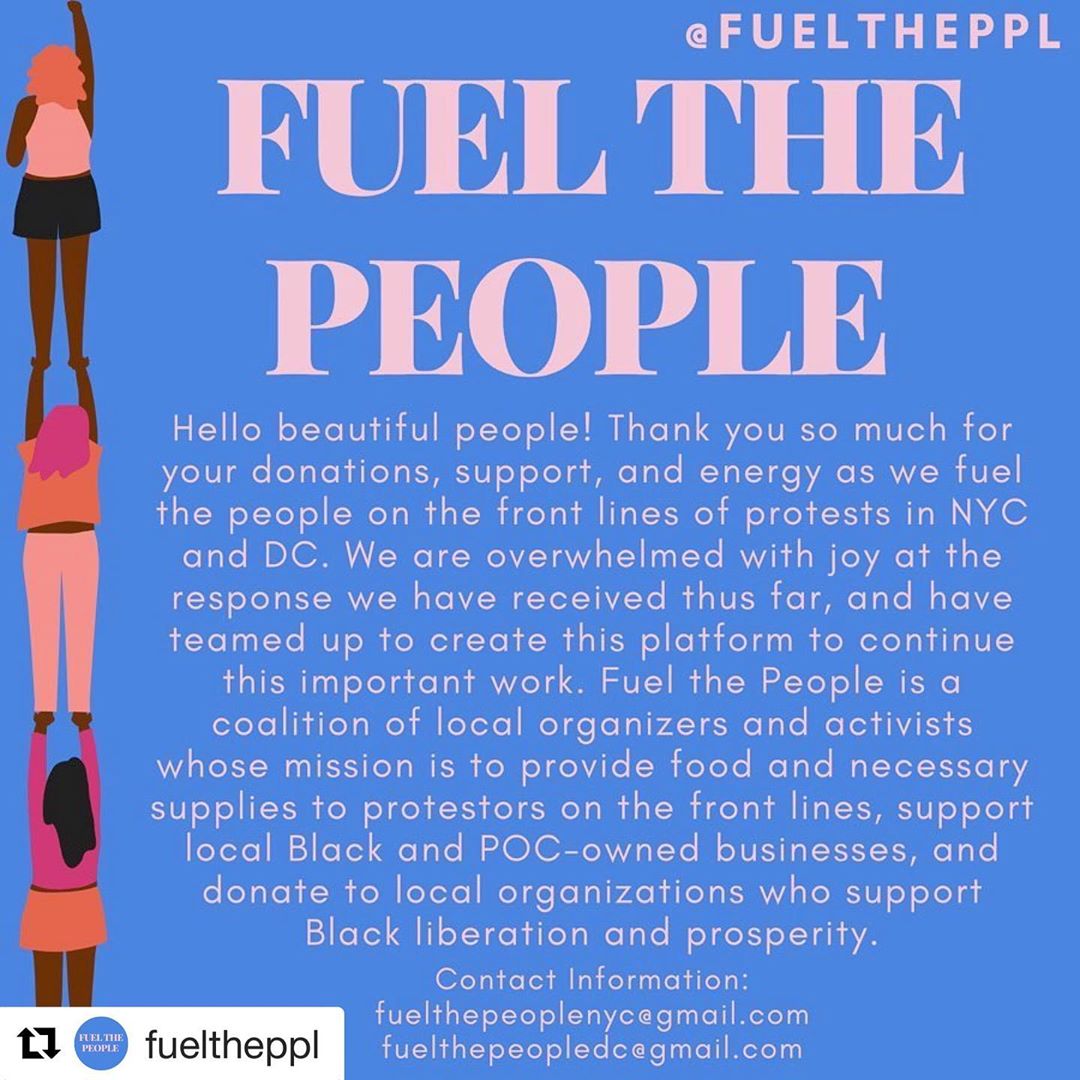 @FUELTHEPPL
FUEL THE
PEOPLE
Hello beautiful people! Thank you so much for
your donations, support, and energy as we fuel
the people on the front lines of protests in NYC
and DC. We are overwhelmed with joy at the
response we have received thus far, and have
teamed up to create this platform to continue
this important work. Fuel the People is a
coalition of local organizers and activists
whose mission is to provide food and necessary
supplies to protestors on the front lines, support
local Black and POC-owned businesses, and
donate to local organizations who support
Black liberation and prosperity.
Contact Information:
fuelthepeoplenyc@gmail.com
fuelthepeopledc@gmail.com
FUEL THE
PEOPLE
fueltheppl